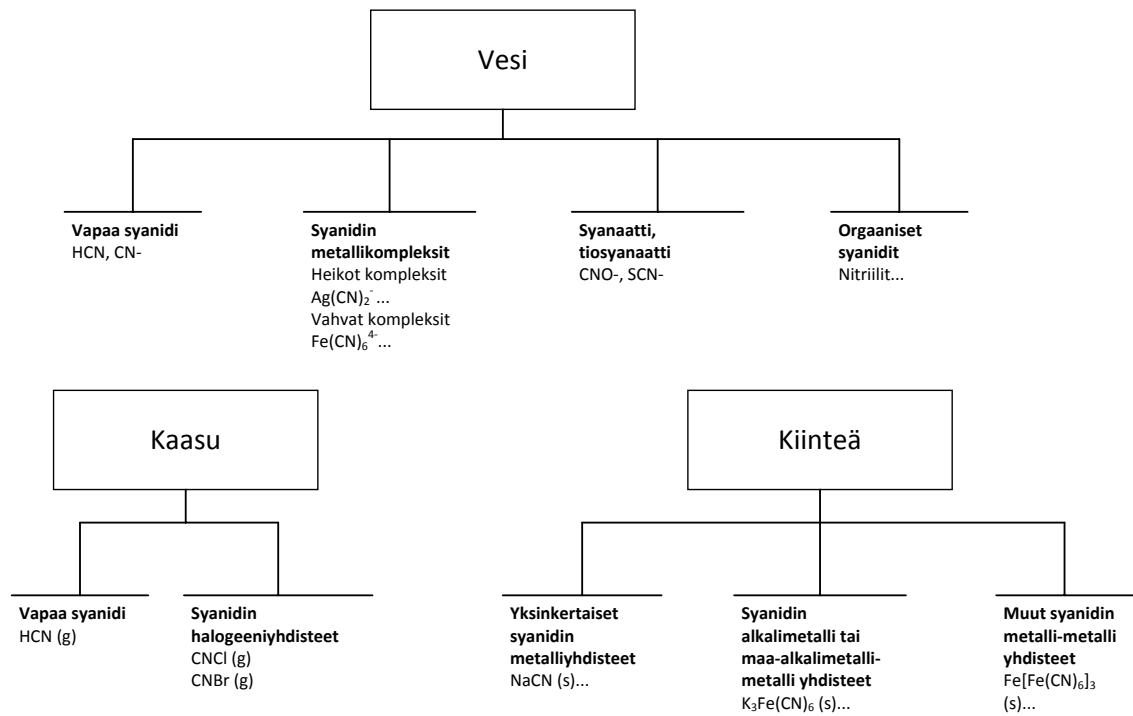 Vesi
Vapaa syanidi
HCN, CN-
Syanidin
metallikompleksit
Heikot kompleksit
Ag(CN)₂⁻ ...
Vahvat kompleksit
Fe(CN)₆⁴⁻...
Syanaatti,
tiosyanaatti
CNO-, SCN-
Orgaaniset
syanidit
Nitriilit...
Kaasu
Vapaa syanidi
HCN (g)
Syanidin
halogeeniyhdisteet
CNCl (g)
CNBr (g)
Kiinteä
Yksinkertaiset
syanidin
metalliyhdisteet
NaCN (s)...
Syanidin
alkalimetalli tai
maa-alkalimetalli-
metalli yhdisteet
K₃Fe(CN)₆ (s)...
Muut syanidin
metalli-metalli
yhdisteet
Fe[Fe(CN)₆]₃
(s)...